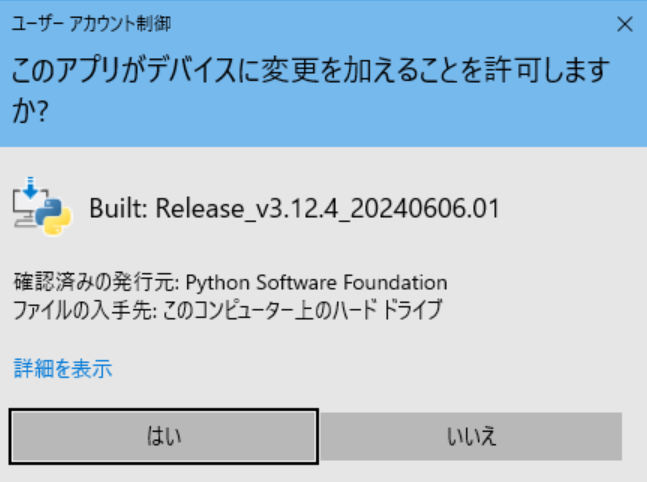 ユーザー アカウント制御
このアプリがデバイスに変更を加えることを許可します
か?
Built: Release_v3.12.4_20240606.01
確認済みの発行元: Python Software Foundation
ファイルの入手先: このコンピューター上のハード ドライブ
詳細を表示
はい
いいえ